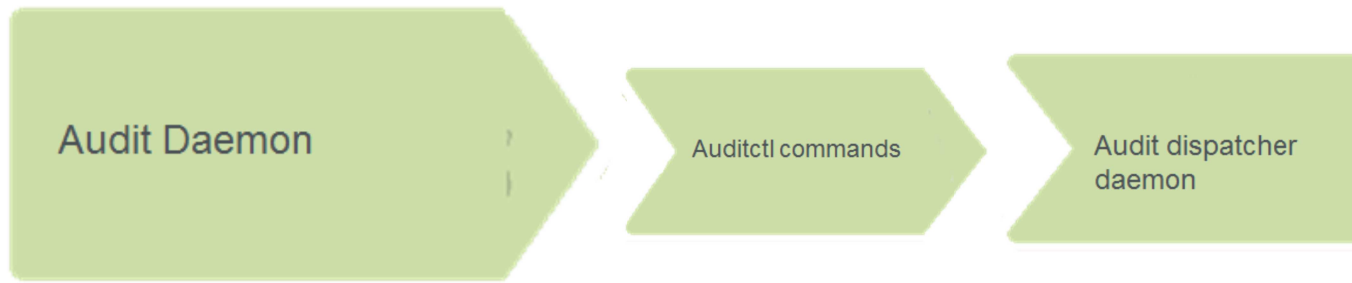 Audit Daemon
Auditctl commands
Audit dispatcher
daemon